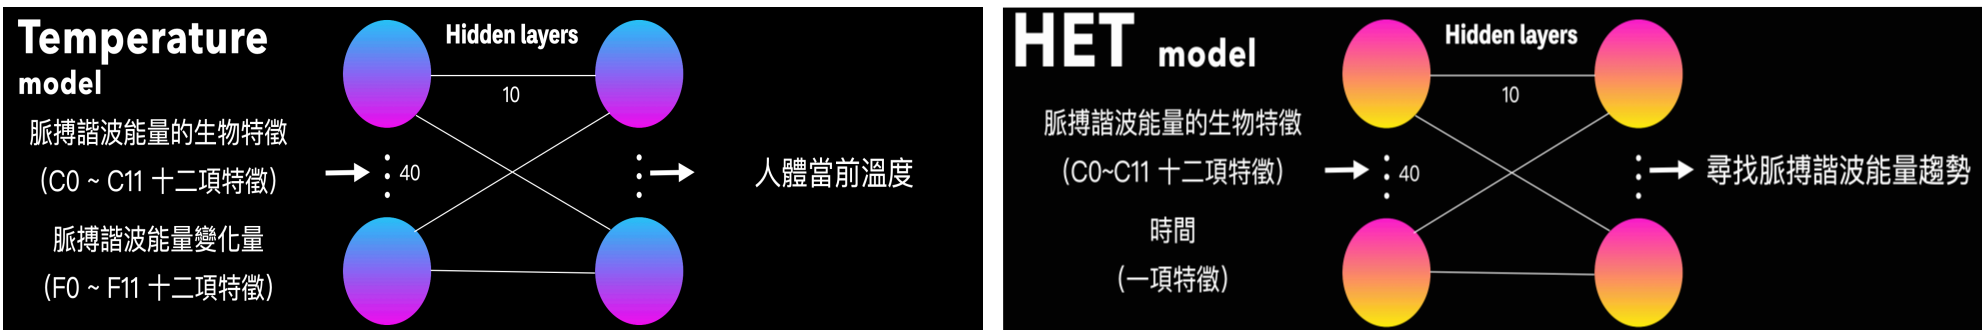 Temperature
model
Hidden layers
10
脈搏諧波能量的生物特徵
(C0 ~ C11 十二項特徵)
40
人體當前溫度
脈搏諧波能量變化量
(F0 ~ F11 十二項特徵)
HET model
Hidden layers
10
脈搏諧波能量的生物特徵
(C0~C11 十二項特徵)
40
尋找脈搏諧波能量趨勢
時間
(一項特徵)